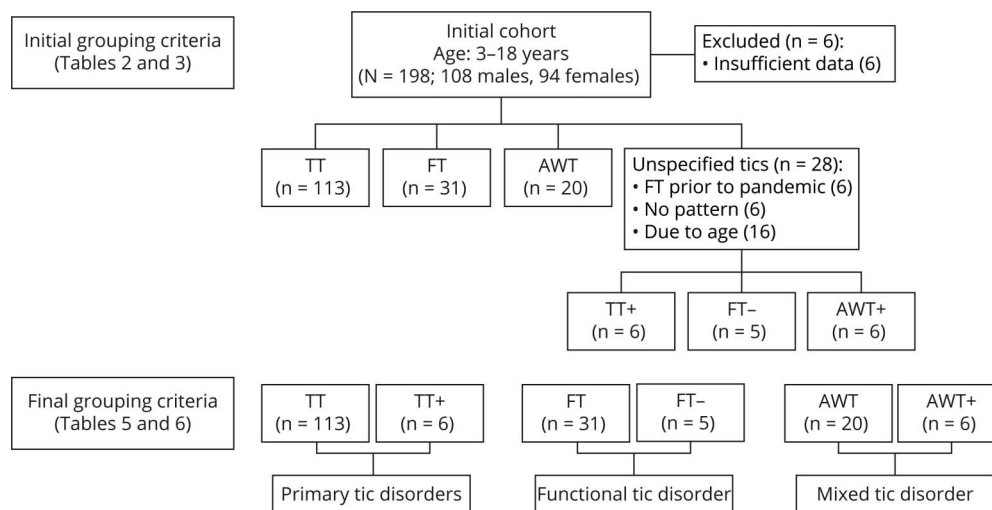 Initial grouping criteria
(Tables 2 and 3)
Initial cohort
Age: 3–18 years
(N = 198; 108 males, 94 females)
Excluded (n = 6):
• Insufficient data (6)
TT
(n = 113)
FT
(n = 31)
AWT
(n = 20)
Unspecified tics (n = 28):
• FT prior to pandemic (6)
• No pattern (6)
• Due to age (16)
TT+
(n = 6)
FT–
(n = 5)
AWT+
(n = 6)
Final grouping criteria
(Tables 5 and 6)
TT
(n = 113)
TT+
(n = 6)
FT
(n = 31)
FT–
(n = 5)
AWT
(n = 20)
AWT+
(n = 6)
Primary tic disorders
Functional tic disorder
Mixed tic disorder